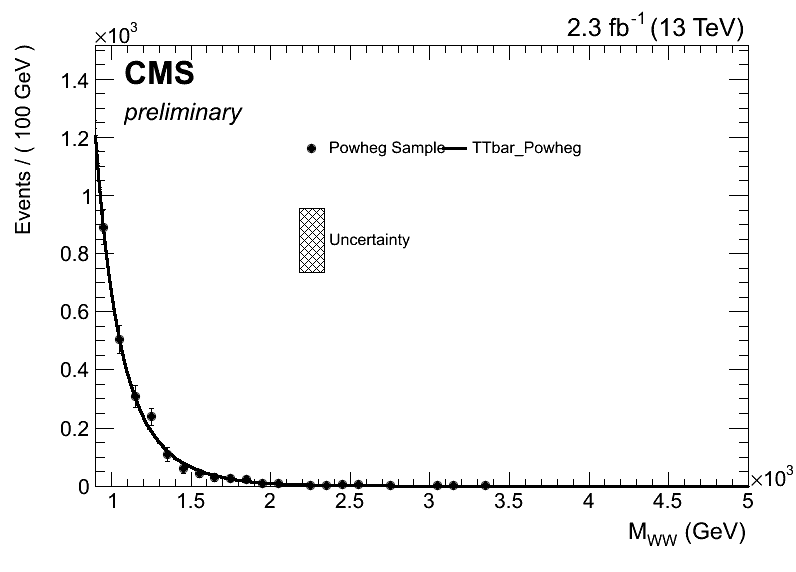 2.3 fb⁻¹ (13 TeV)
×10³
CMS
preliminary
Powheg Sample
TTbar_Powheg
Uncertainty
Events / ( 100 GeV )
1.4
1.2
1
0.8
0.6
0.4
0.2
0
1 1.5 2 2.5 3 3.5 4 4.5 5
×10³
M_WW (GeV)